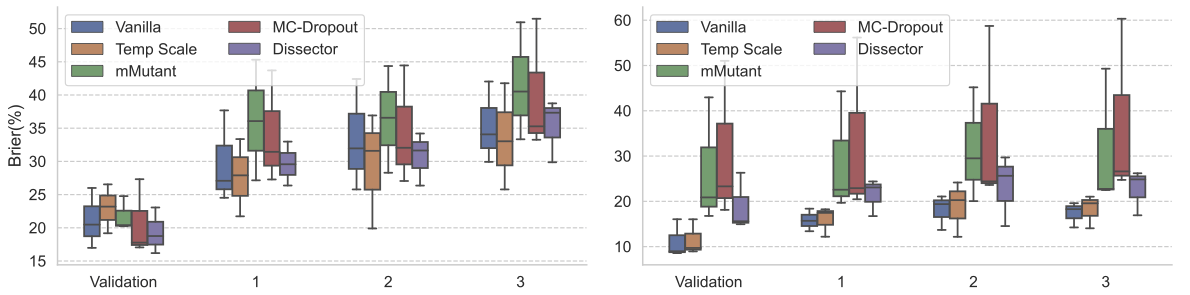 Brier(%)
50
45
40
35
30
25
20
15
Vanilla
Temp Scale
mMutant
MC-Dropout
Dissector
Validation 1 2 3
60
50
40
30
20
10
Vanilla
Temp Scale
mMutant
MC-Dropout
Dissector
Validation 1 2 3